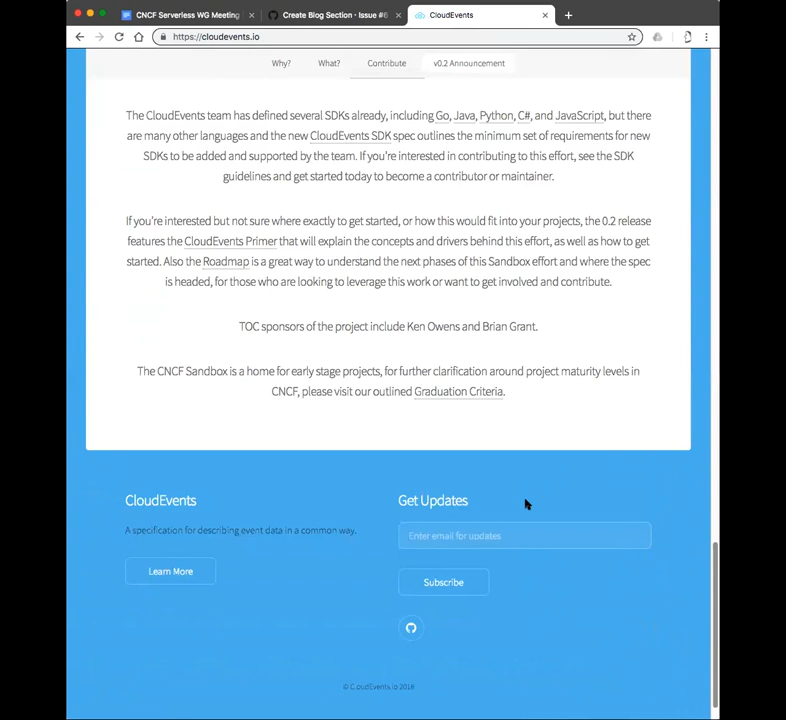 CNCF Serverless WG Meeting
Create Blog Section · Issue #6
CloudEvents
https://cloudevents.io
Why?
What?
Contribute
v0.2 Announcement
The CloudEvents team has defined several SDKs already, including Go, Java, Python, C#, and JavaScript, but there
are many other languages and the new CloudEvents SDK spec outlines the minimum set of requirements for new
SDKs to be added and supported by the team. If you're interested in contributing to this effort, see the SDK
guidelines and get started today to become a contributor or maintainer.
If you're interested but not sure where exactly to get started, or how this would fit into your projects, the 0.2 release
features the CloudEvents Primer that will explain the concepts and drivers behind this effort, as well as how to get
started. Also the Roadmap is a great way to understand the next phases of this Sandbox effort and where the spec
is headed, for those who are looking to leverage this work or want to get involved and contribute.
TOC sponsors of the project include Ken Owens and Brian Grant.
The CNCF Sandbox is a home for early stage projects, for further clarification around project maturity levels in
CNCF, please visit our outlined Graduation Criteria.
CloudEvents
A specification for describing event data in a common way.
Learn More
Get Updates
Enter email for updates
Subscribe
© CloudEvents.io 2018